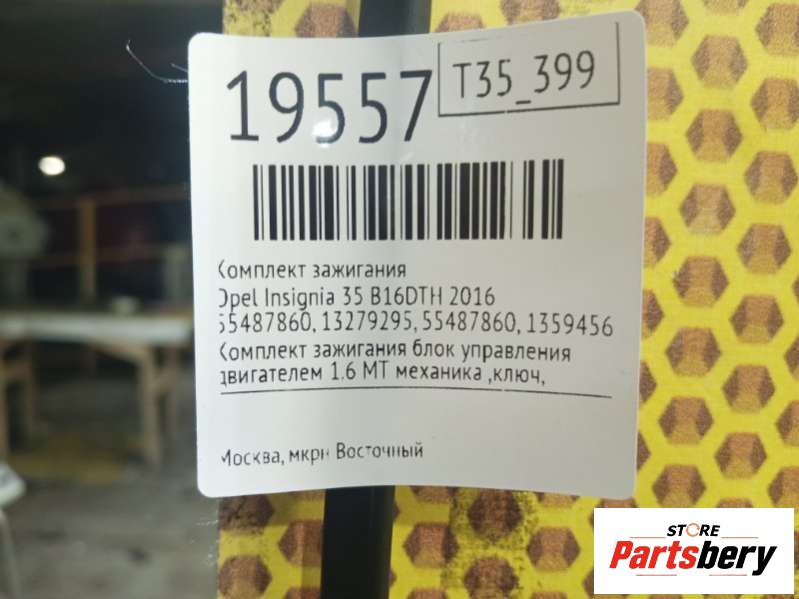 19557
T35_399
Комплект зажигания
Opel Insignia 35 B16DTH 2016
55487860, 13279295, 55487860, 1359456
Комплект зажигания блок управления
двигателем 1.6 МТ механика ,ключ,
Москва, мкрн Восточный
STORE
Partsbery